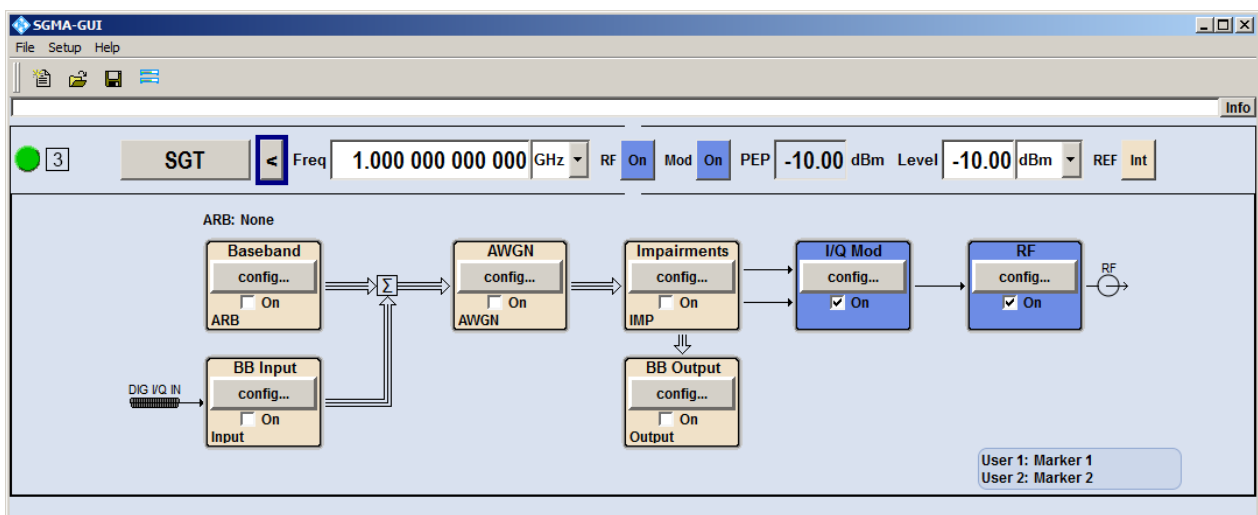 SGMA-GUI
File Setup Help
Info
3 SGT < Freq 1.000 000 000 000 GHz RF On Mod On PEP -10.00 dBm Level -10.00 dBm REF Int
ARB: None
Baseband AWGN Impairments I/Q Mod RF
config... config... config... config... config... RF
On Σ On On On On
ARB AWGN IMP
BB Input BB Output
DIG I/Q IN config... config...
On On
Input Output
User 1: Marker 1
User 2: Marker 2